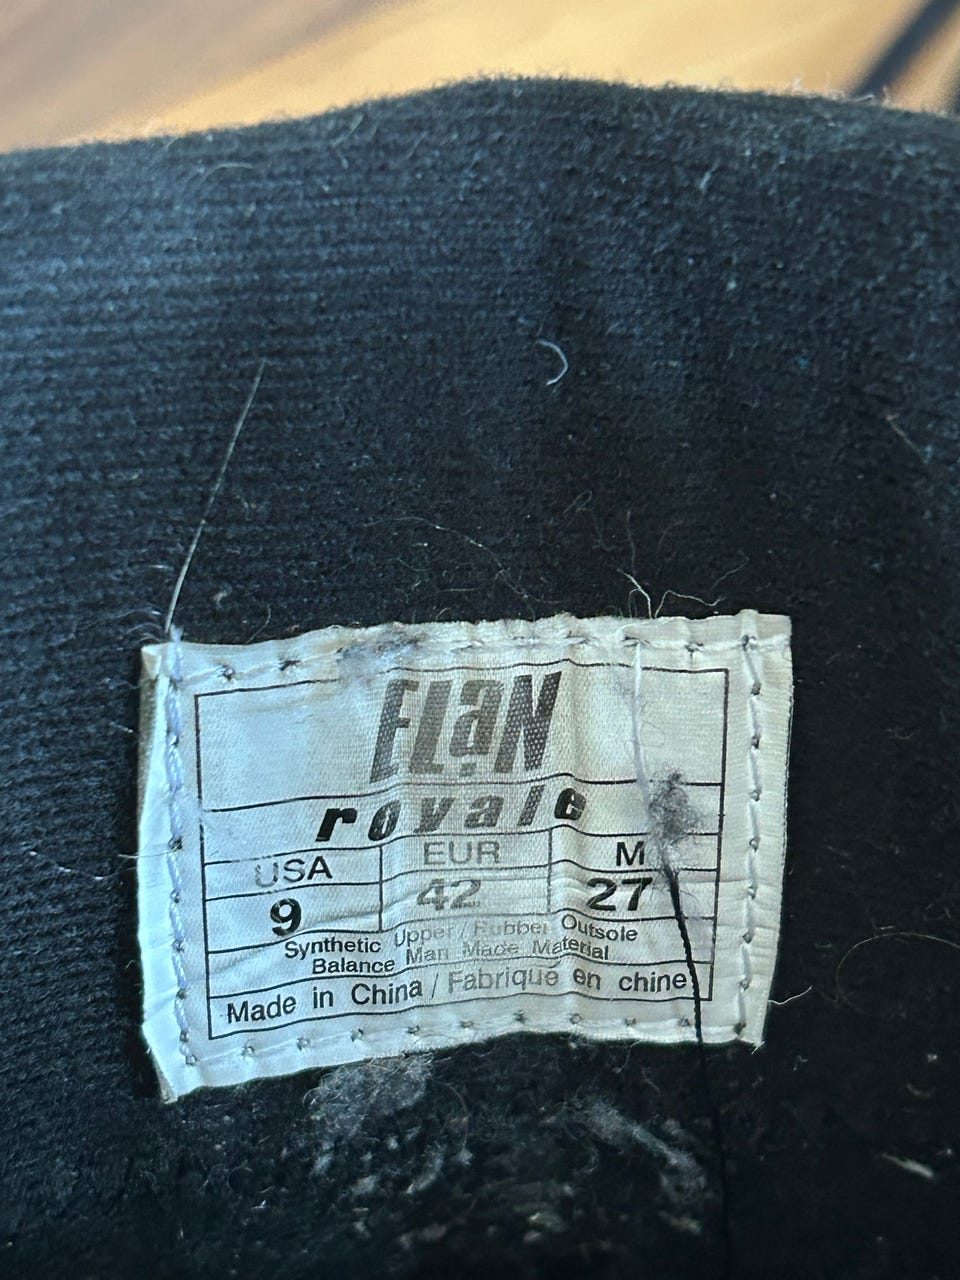 ELaN
royale
USA EUR M
9 42 27
Synthetic Upper / Rubber Outsole
Balance Man Made Material
Made in China / Fabrique en chine